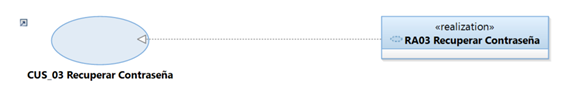 «realization»
RA03 Recuperar Contraseña
CUS_03 Recuperar Contraseña